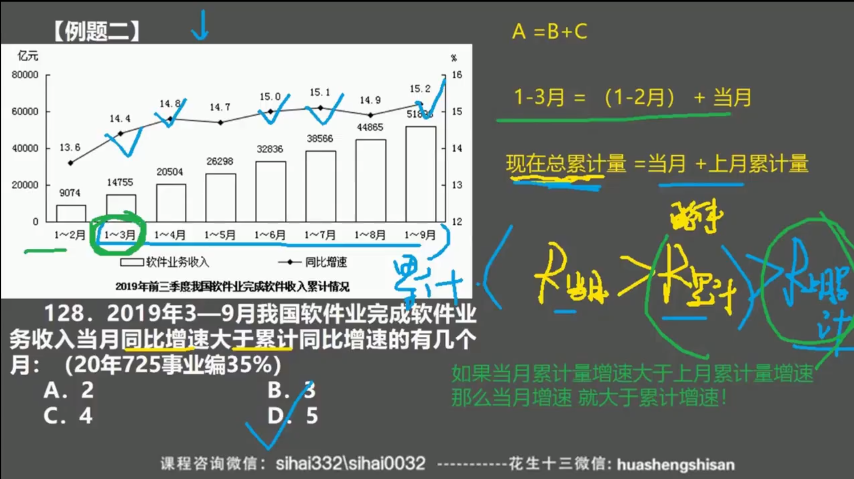 【例题二】
A =B+C
亿元
%
80000
60000
40000
20000
0
16
15
14
13
12
13.6
14.4
14.8
14.7
15.0
15.1
14.9
15.2
9074
14755
20504
26298
32836
38566
44865
1～2月
1～3月
1～4月
1～5月
1～6月
1～7月
1～8月
1～9月
软件业务收入
同比增速
2019年前三季度我国软件业完成软件收入累计情况
1-3月 = （1-2月） + 当月
现在总累计量 =当月 +上月累计量
累计
R当月 > R累计 > R上月累计
128．2019年3—9月我国软件业完成软件业
务收入当月同比增速大于累计同比增速的有几个
月：（20年725事业编35%）
A．2
B．3
C．4
D．5
如果当月累计量增速大于上月累计量增速
那么当月增速 就大于累计增速！
课程咨询微信：sihai332\sihai0032 -----------花生十三微信: huashengshisan